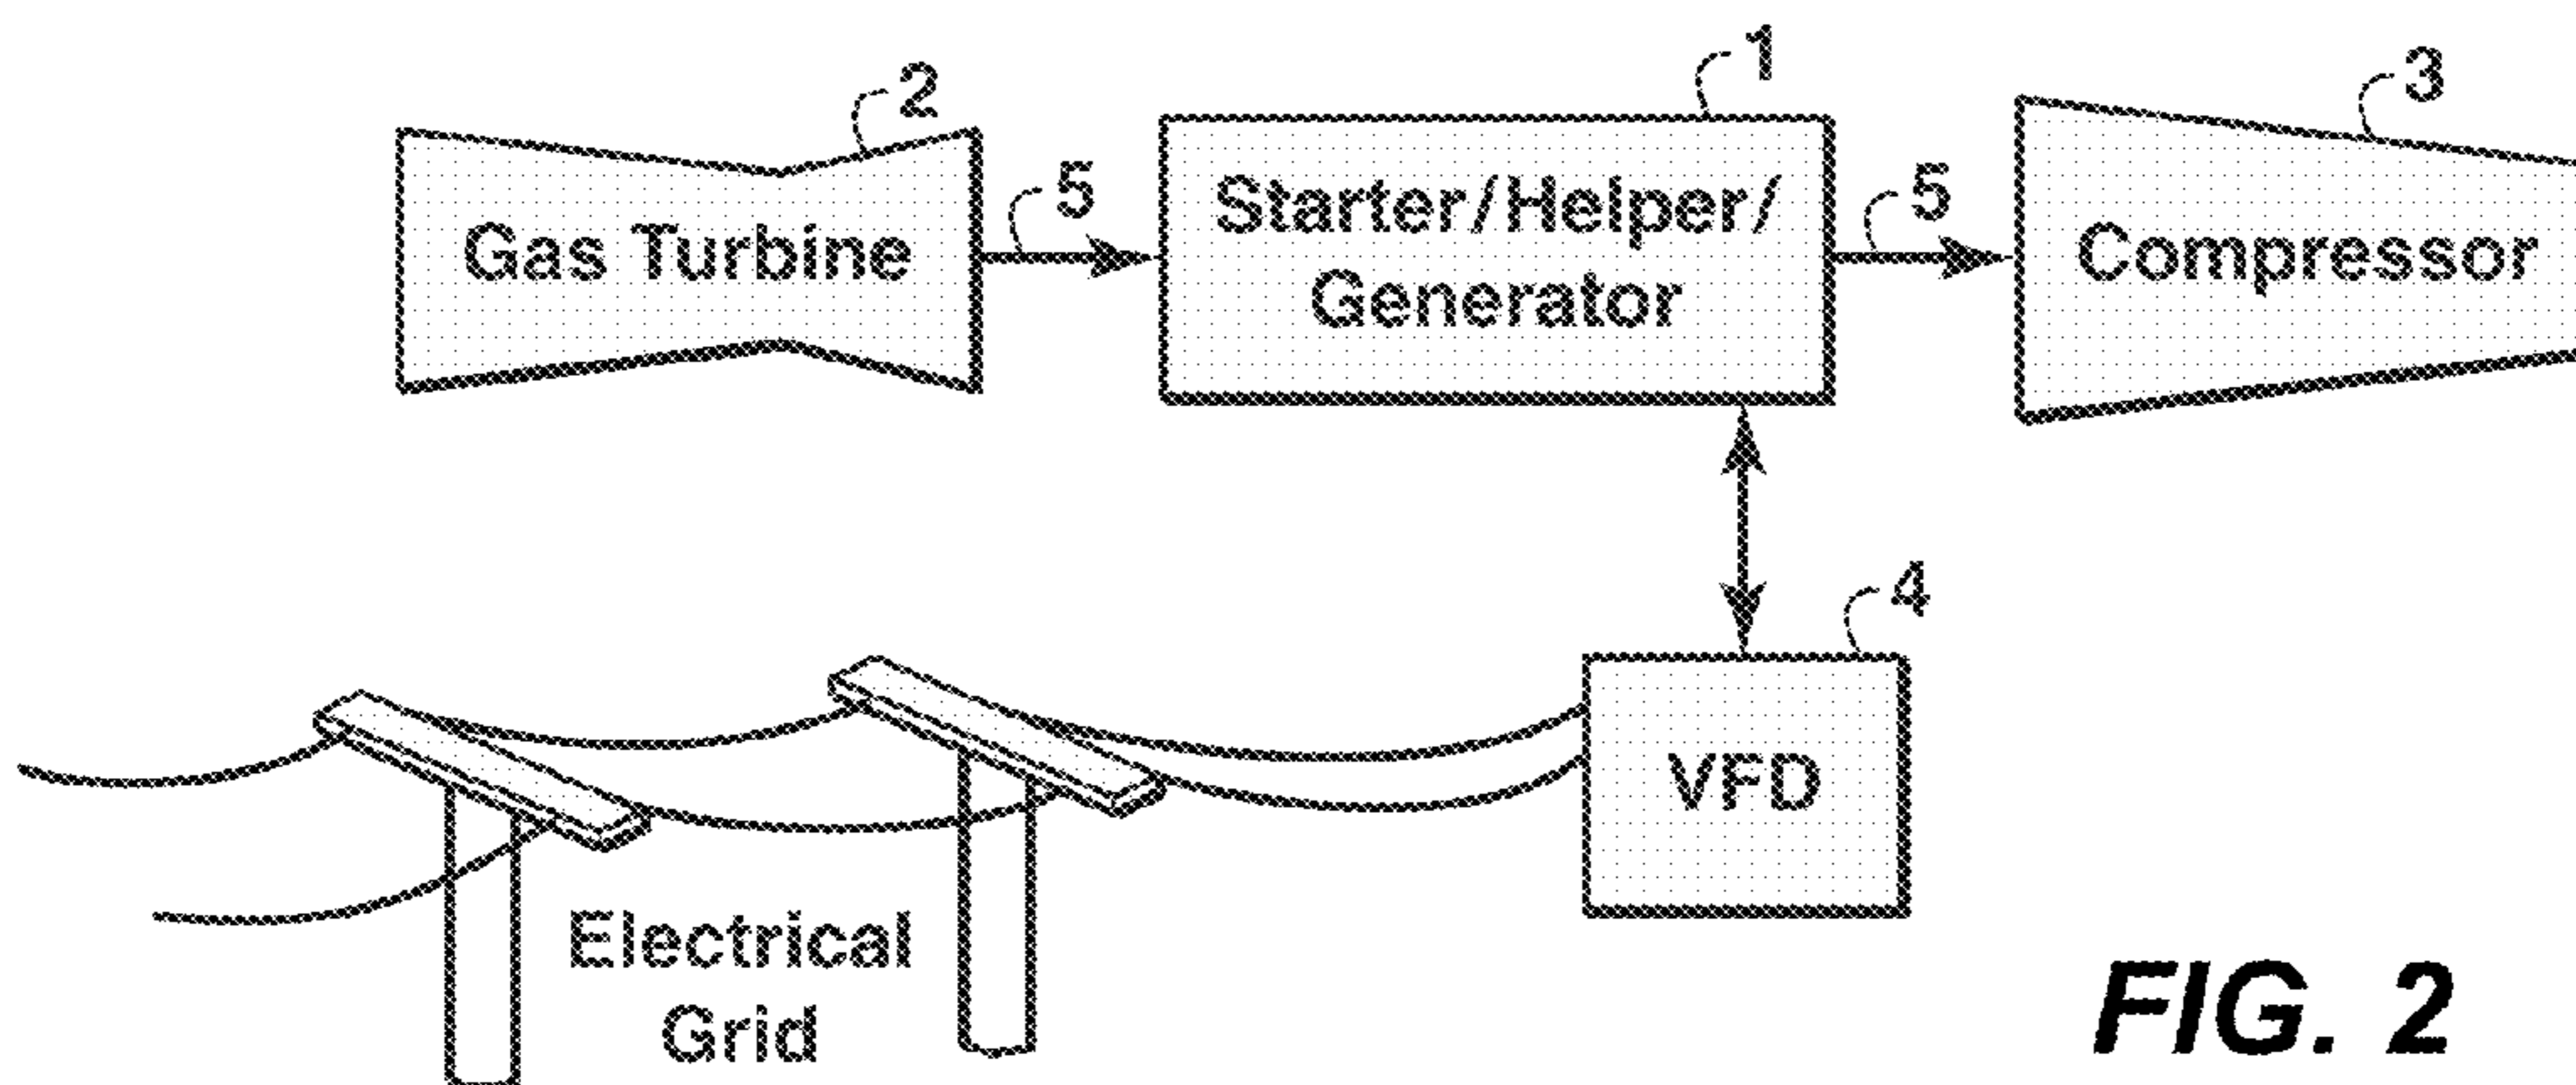 1
2
3
5
5
Gas Turbine
Starter/Helper/
Generator
Compressor
4
VFD
Electrical
Grid
FIG. 2